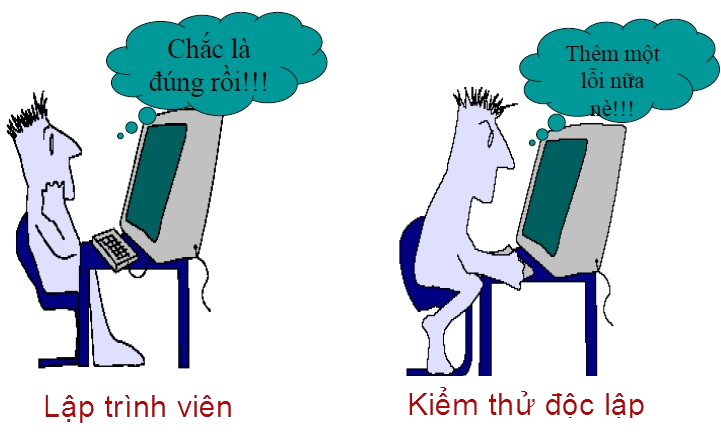 Chắc là
đúng rồi!!!
Thêm một
lỗi nữa
nè!!!
Lập trình viên
Kiểm thử độc lập